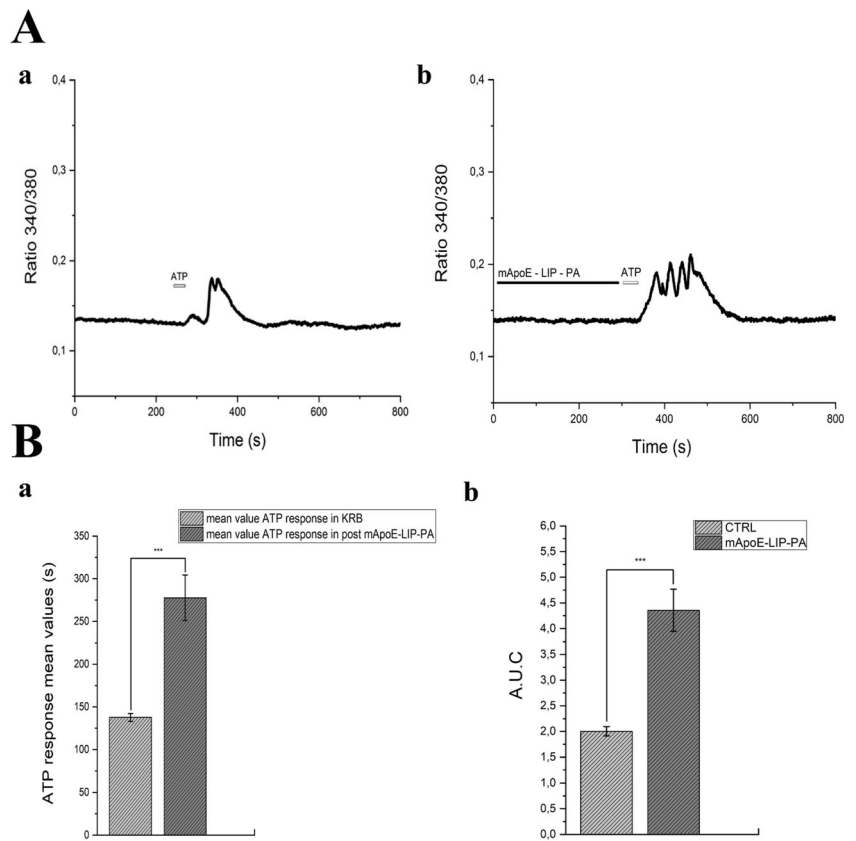 A
a
0,4
0,3
0,2
0,1
Ratio 340/380
ATP
0 200 400 600 800
Time (s)
b
0,4
0,3
0,2
0,1
Ratio 340/380
mApoE - LIP - PA
ATP
0 200 400 600 800
Time (s)
B
a
mean value ATP response in KRB
mean value ATP response in post mApoE-LIP-PA
350
300
250
200
150
100
50
0
ATP response mean values (s)
***
b
CTRL
mApoE-LIP-PA
6,0
5,5
5,0
4,5
4,0
3,5
3,0
2,5
2,0
1,5
1,0
0,5
0,0
A.U.C
***